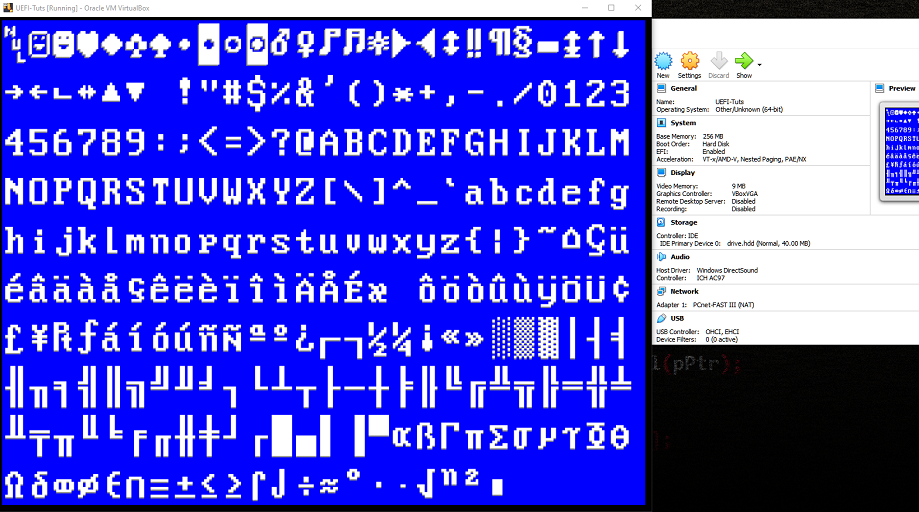 UEFI-Tuts [Running] - Oracle VM VirtualBox
☺☻♥♦♣♠•◘○◙♂♀♪♫☼►◄↕‼¶§▬↨↑↓
→←∟↔▲▼ !"#$%&'()*+,-./0123
456789:;<=>?@ABCDEFGHIJKLM
NOPQRSTUVWXYZ[\]^_`abcdefg
hijklmnopqrstuvwxyz{¦}~⌂Çü
éâäàåçêëèïîìÄÅÉæ ôöòûùÿÖÜ¢
£¥₧ƒáíóúñѪº¿⌐¬½¼¡«»░▒▓│┤╡
╢╖╕╣║╗╝╜╛┐└┴┬├─┼╞╟╚╔╩╦╠═╬╧
╨╤╥╙╘╒╓╫╪┘┌█▄▌▐▀αßΓπΣσµτΦΘ
Ωδ∞φε∩≡±≤≥⌠⌡÷≈°∙·√ⁿ²■
New Settings Discard Show
General
Name: UEFI-Tuts
Operating System: Other/Unknown (64-bit)
System
Base Memory: 256 MB
Boot Order: Hard Disk
EFI: Enabled
Acceleration: VT-x/AMD-V, Nested Paging, PAE/NX
Display
Video Memory: 9 MB
Graphics Controller: VBoxVGA
Remote Desktop Server: Disabled
Recording: Disabled
Storage
Controller: IDE
IDE Primary Device 0: drive.hdd (Normal, 40.00 MB)
Audio
Host Driver: Windows DirectSound
Controller: ICH AC97
Network
Adapter 1: PCnet-FAST III (NAT)
USB
USB Controller: OHCI, EHCI
Device Filters: 0 (0 active)
Preview
(pPtr);
);